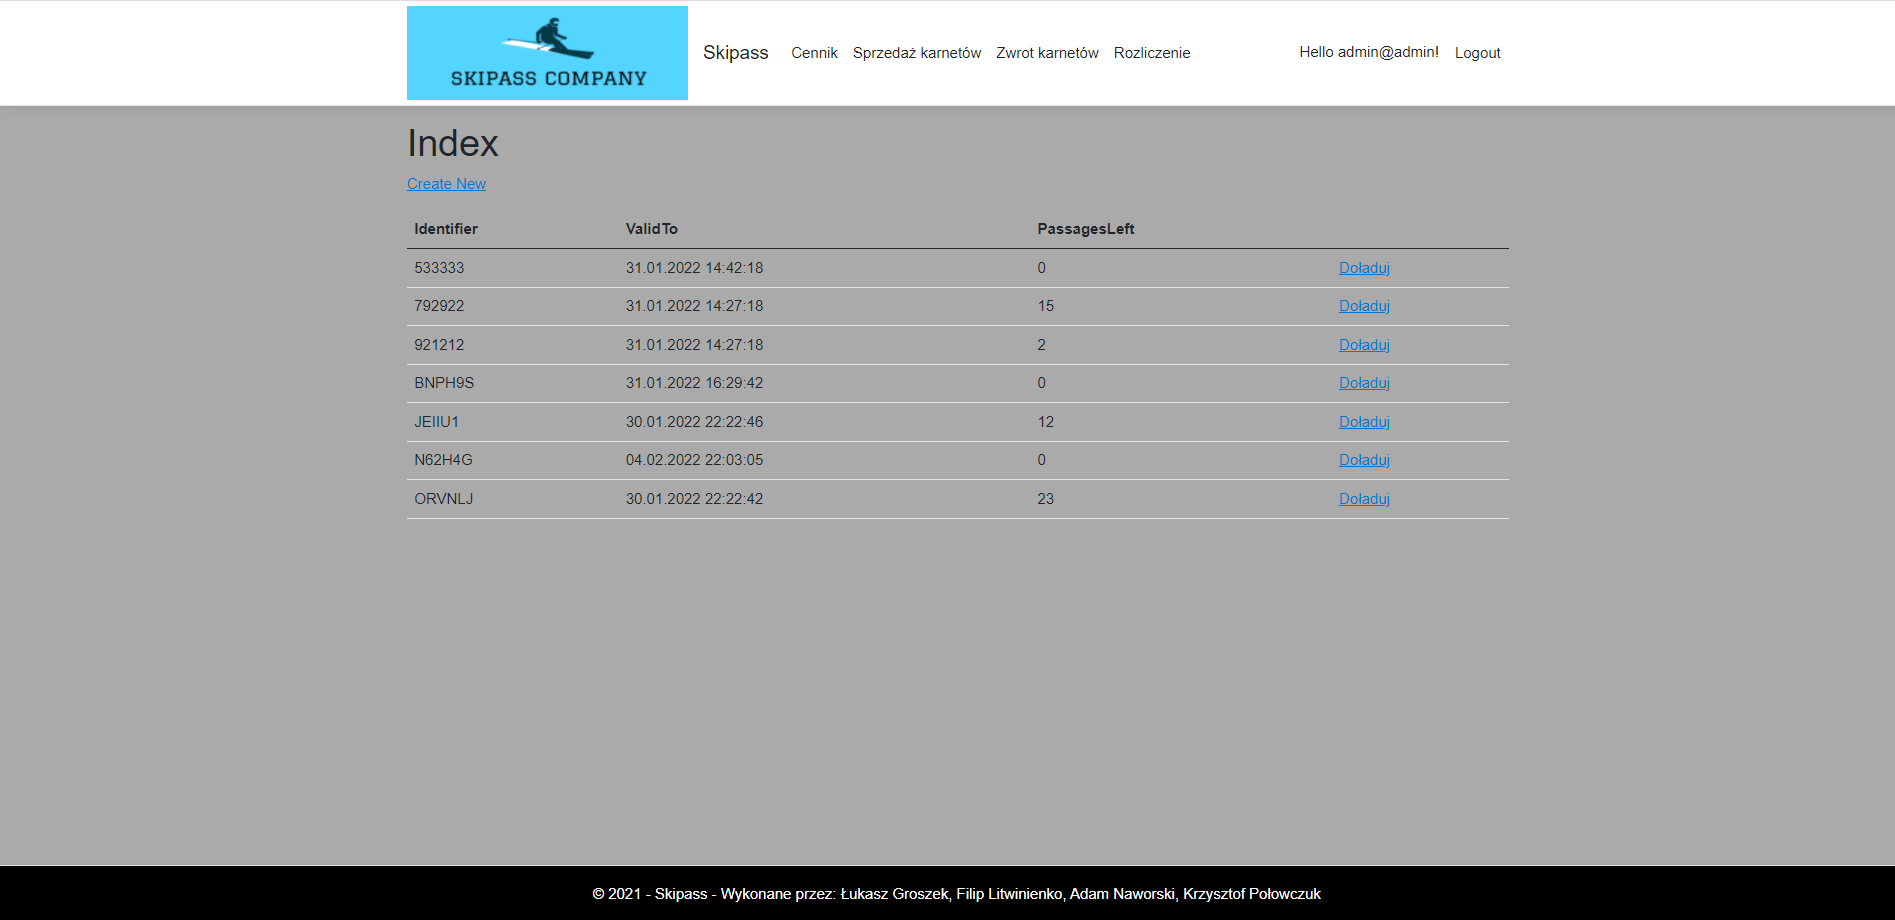 SKIPASS COMPANY
Skipass Cennik Sprzedaż karnetów Zwrot karnetów Rozliczenie Hello admin@admin! Logout
Index
Create New
Identifier ValidTo PassagesLeft
533333 31.01.2022 14:42:18 0 Doładuj
792922 31.01.2022 14:27:18 15 Doładuj
921212 31.01.2022 14:27:18 2 Doładuj
BNPH9S 31.01.2022 16:29:42 0 Doładuj
JEIIU1 30.01.2022 22:22:46 12 Doładuj
N62H4G 04.02.2022 22:03:05 0 Doładuj
ORVNLJ 30.01.2022 22:22:42 23 Doładuj
© 2021 - Skipass - Wykonane przez: Łukasz Groszek, Filip Litwinienko, Adam Naworski, Krzysztof Połowczuk